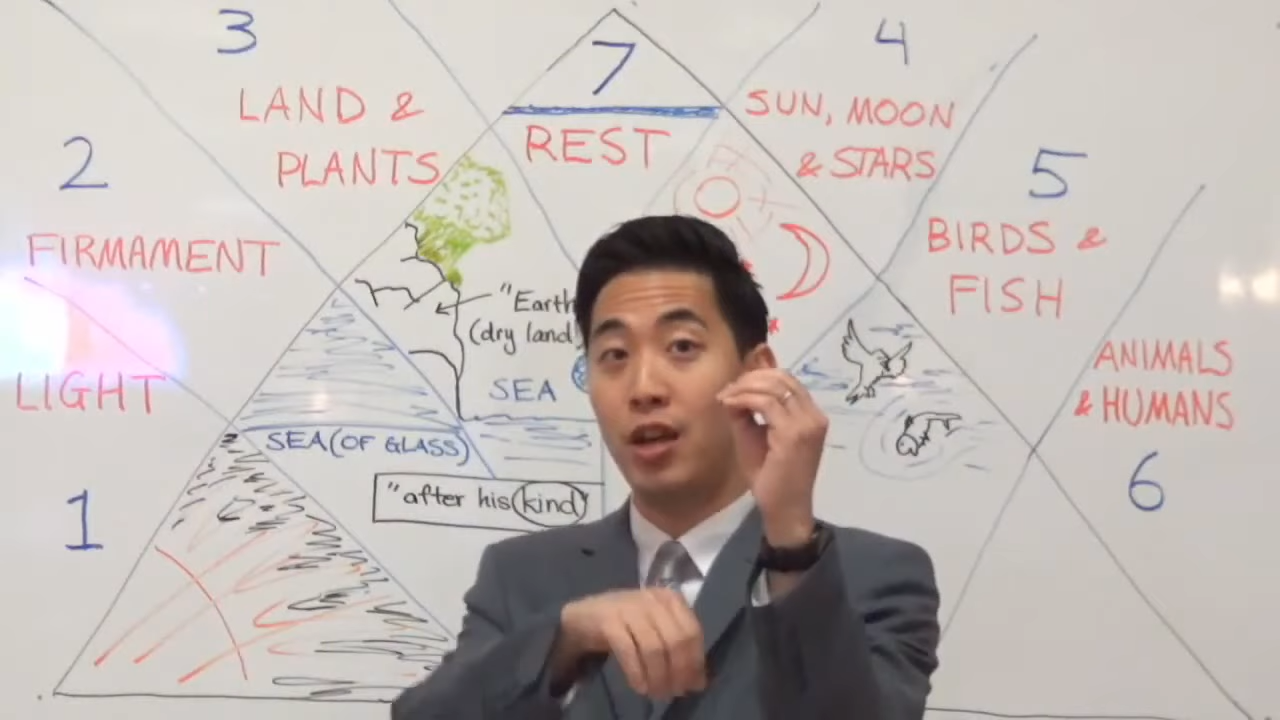 1
LIGHT
2
FIRMAMENT
3
LAND &
PLANTS
7
REST
4
SUN, MOON
& STARS
5
BIRDS &
FISH
ANIMALS
& HUMANS
6
"Earth
(dry land)
SEA
SEA (OF GLASS)
"after his kind"